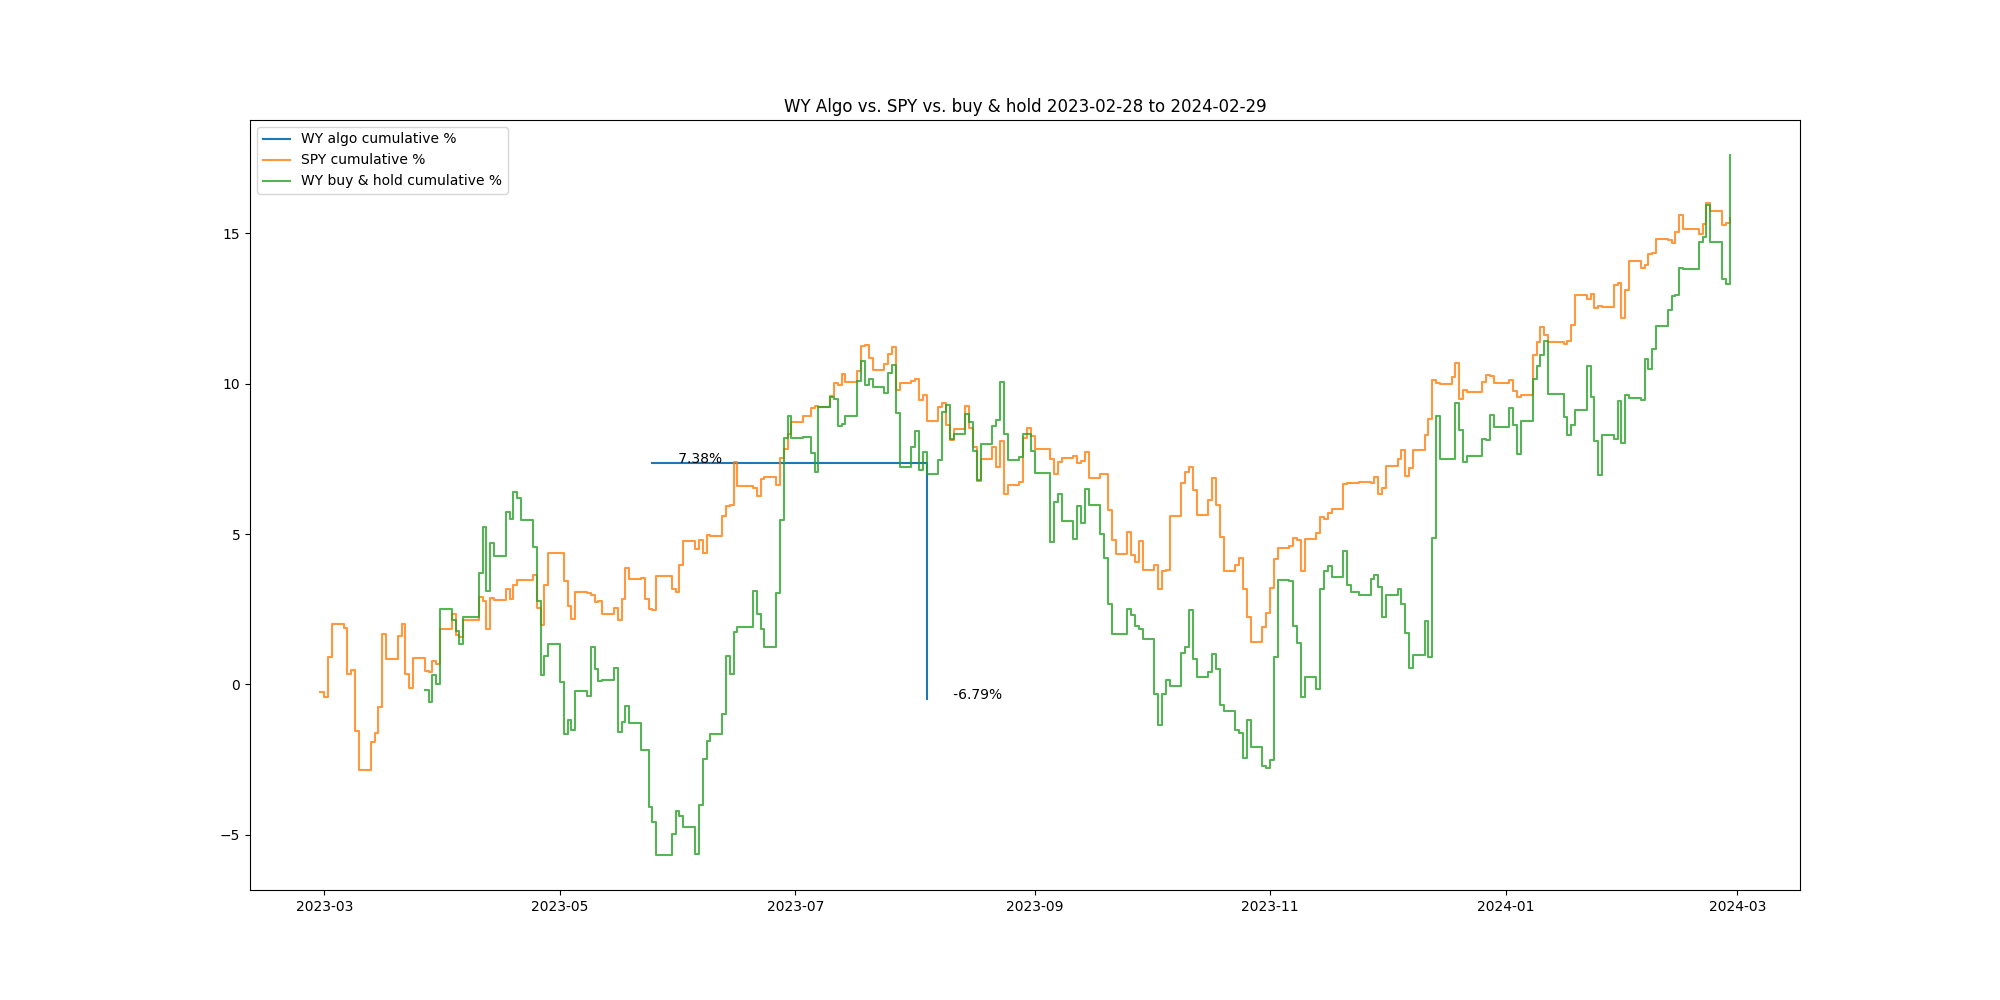 WY Algo vs. SPY vs. buy & hold 2023-02-28 to 2024-02-29
WY algo cumulative %
SPY cumulative %
WY buy & hold cumulative %
15
10
5
0
−5
7.38%
-6.79%
2023-03 2023-05 2023-07 2023-09 2023-11 2024-01 2024-03